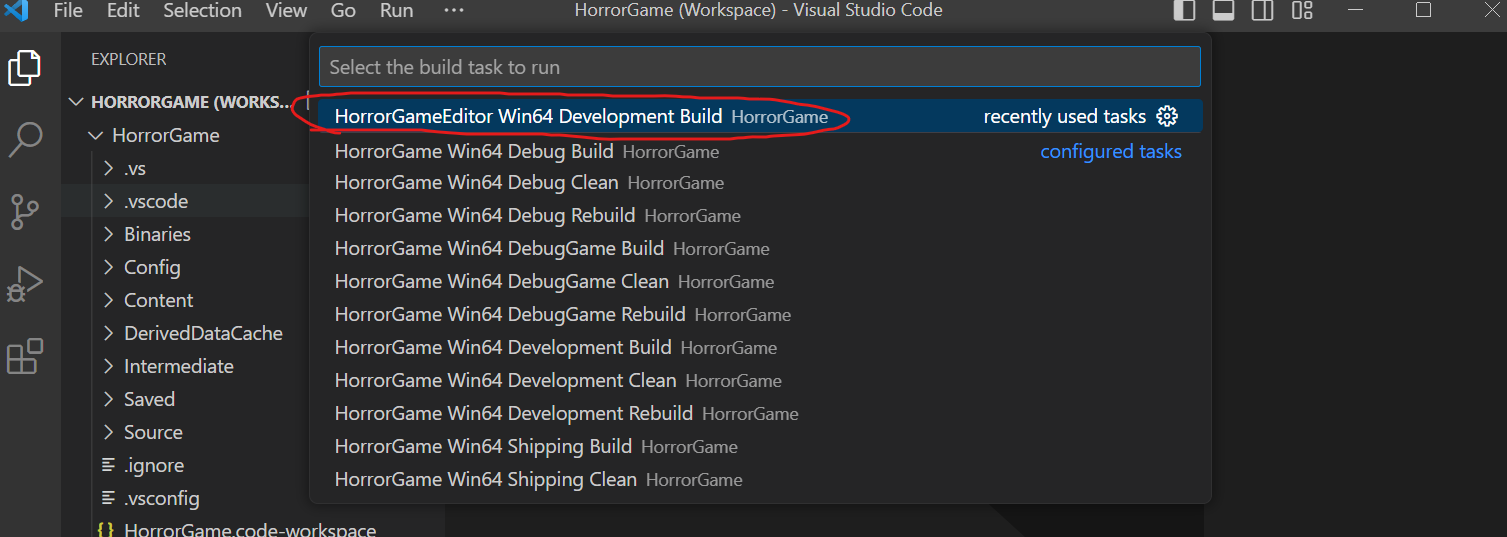 File Edit Selection View Go Run ··· HorrorGame (Workspace) - Visual Studio Code
EXPLORER
HORRORGAME (WORKS...
HorrorGame
.vs
.vscode
Binaries
Config
Content
DerivedDataCache
Intermediate
Saved
Source
.ignore
.vsconfig
{} HorrorGame.code-workspace
Select the build task to run
HorrorGameEditor Win64 Development Build HorrorGame recently used tasks
HorrorGame Win64 Debug Build HorrorGame configured tasks
HorrorGame Win64 Debug Clean HorrorGame
HorrorGame Win64 Debug Rebuild HorrorGame
HorrorGame Win64 DebugGame Build HorrorGame
HorrorGame Win64 DebugGame Clean HorrorGame
HorrorGame Win64 DebugGame Rebuild HorrorGame
HorrorGame Win64 Development Build HorrorGame
HorrorGame Win64 Development Clean HorrorGame
HorrorGame Win64 Development Rebuild HorrorGame
HorrorGame Win64 Shipping Build HorrorGame
HorrorGame Win64 Shipping Clean HorrorGame